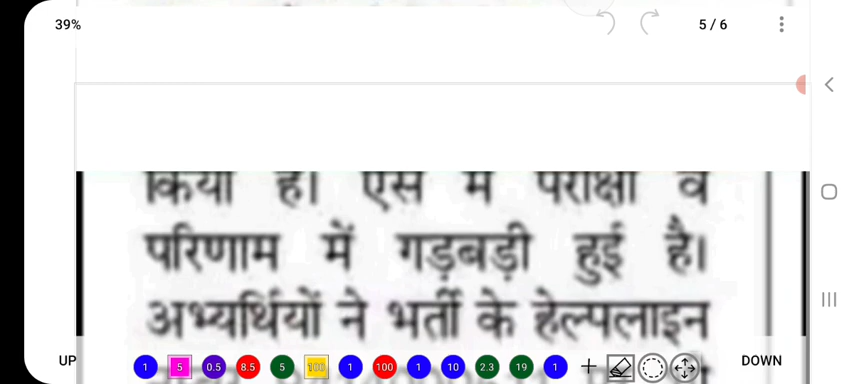 39%
5 / 6
किया है। ऐसे में परीक्षा व
परिणाम में गड़बड़ी हुई है।
अभ्यर्थियों ने भर्ती के हेल्पलाइन
UP
1 5 0.5 8.5 5 100 1 100 1 10 2.3 19 1
DOWN